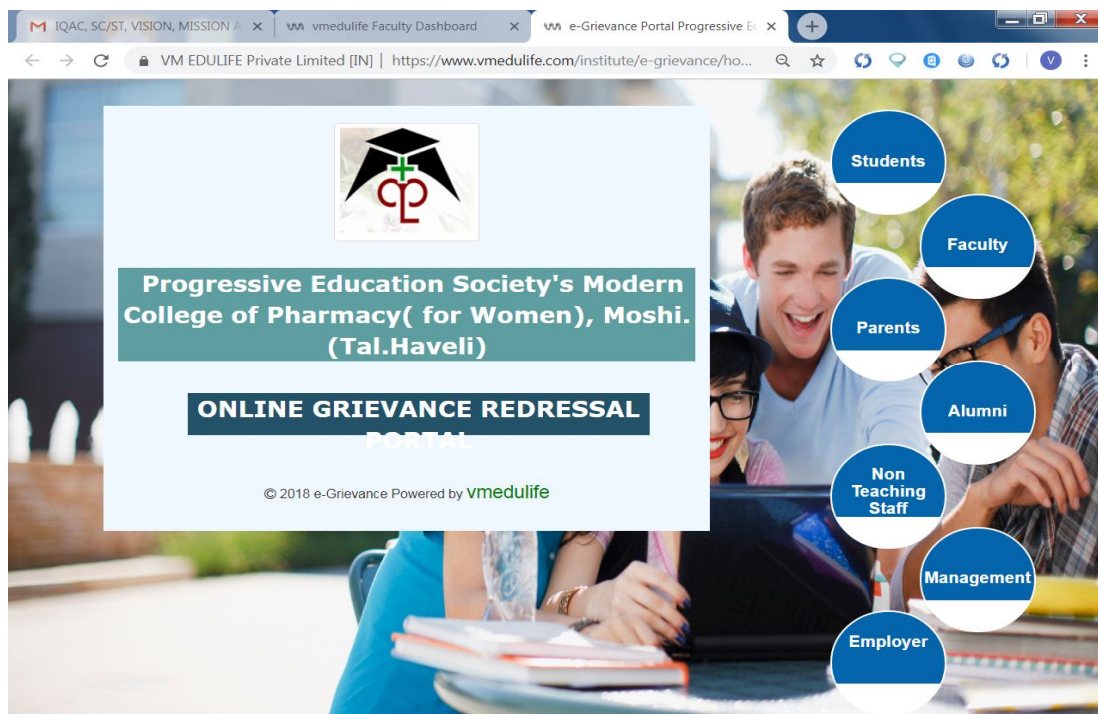 IQAC, SC/ST, VISION, MISSION A
vmedulife Faculty Dashboard
e-Grievance Portal Progressive Ed
VM EDULIFE Private Limited [IN] | https://www.vmedulife.com/institute/e-grievance/ho...
V
Progressive Education Society's Modern
College of Pharmacy( for Women), Moshi.
(Tal.Haveli)
ONLINE GRIEVANCE REDRESSAL
PORTAL
© 2018 e-Grievance Powered by vmedulife
Students
Faculty
Parents
Alumni
Non
Teaching
Staff
Management
Employer